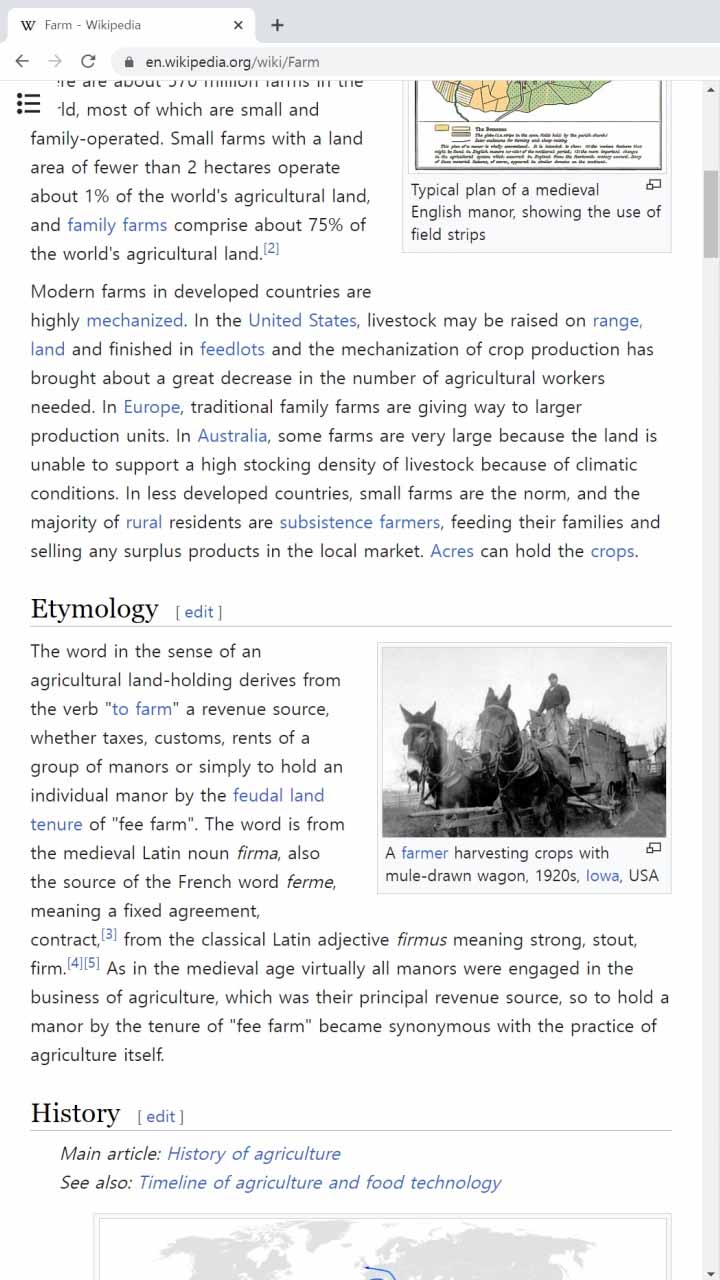 Farm - Wikipedia
en.wikipedia.org/wiki/Farm
are about 570 million farms in the
ld, most of which are small and
family-operated. Small farms with a land
area of fewer than 2 hectares operate
about 1% of the world's agricultural land,
and family farms comprise about 75% of
the world's agricultural land.[2]
The Demesne
Typical plan of a medieval
English manor, showing the use of
field strips
Modern farms in developed countries are
highly mechanized. In the United States, livestock may be raised on range,
land and finished in feedlots and the mechanization of crop production has
brought about a great decrease in the number of agricultural workers
needed. In Europe, traditional family farms are giving way to larger
production units. In Australia, some farms are very large because the land is
unable to support a high stocking density of livestock because of climatic
conditions. In less developed countries, small farms are the norm, and the
majority of rural residents are subsistence farmers, feeding their families and
selling any surplus products in the local market. Acres can hold the crops.
Etymology [ edit ]
The word in the sense of an
agricultural land-holding derives from
the verb "to farm" a revenue source,
whether taxes, customs, rents of a
group of manors or simply to hold an
individual manor by the feudal land
tenure of "fee farm". The word is from
the medieval Latin noun firma, also
the source of the French word ferme,
meaning a fixed agreement,
contract,[3] from the classical Latin adjective firmus meaning strong, stout,
firm.[4][5] As in the medieval age virtually all manors were engaged in the
business of agriculture, which was their principal revenue source, so to hold a
manor by the tenure of "fee farm" became synonymous with the practice of
agriculture itself.
A farmer harvesting crops with
mule-drawn wagon, 1920s, Iowa, USA
History [ edit ]
Main article: History of agriculture
See also: Timeline of agriculture and food technology